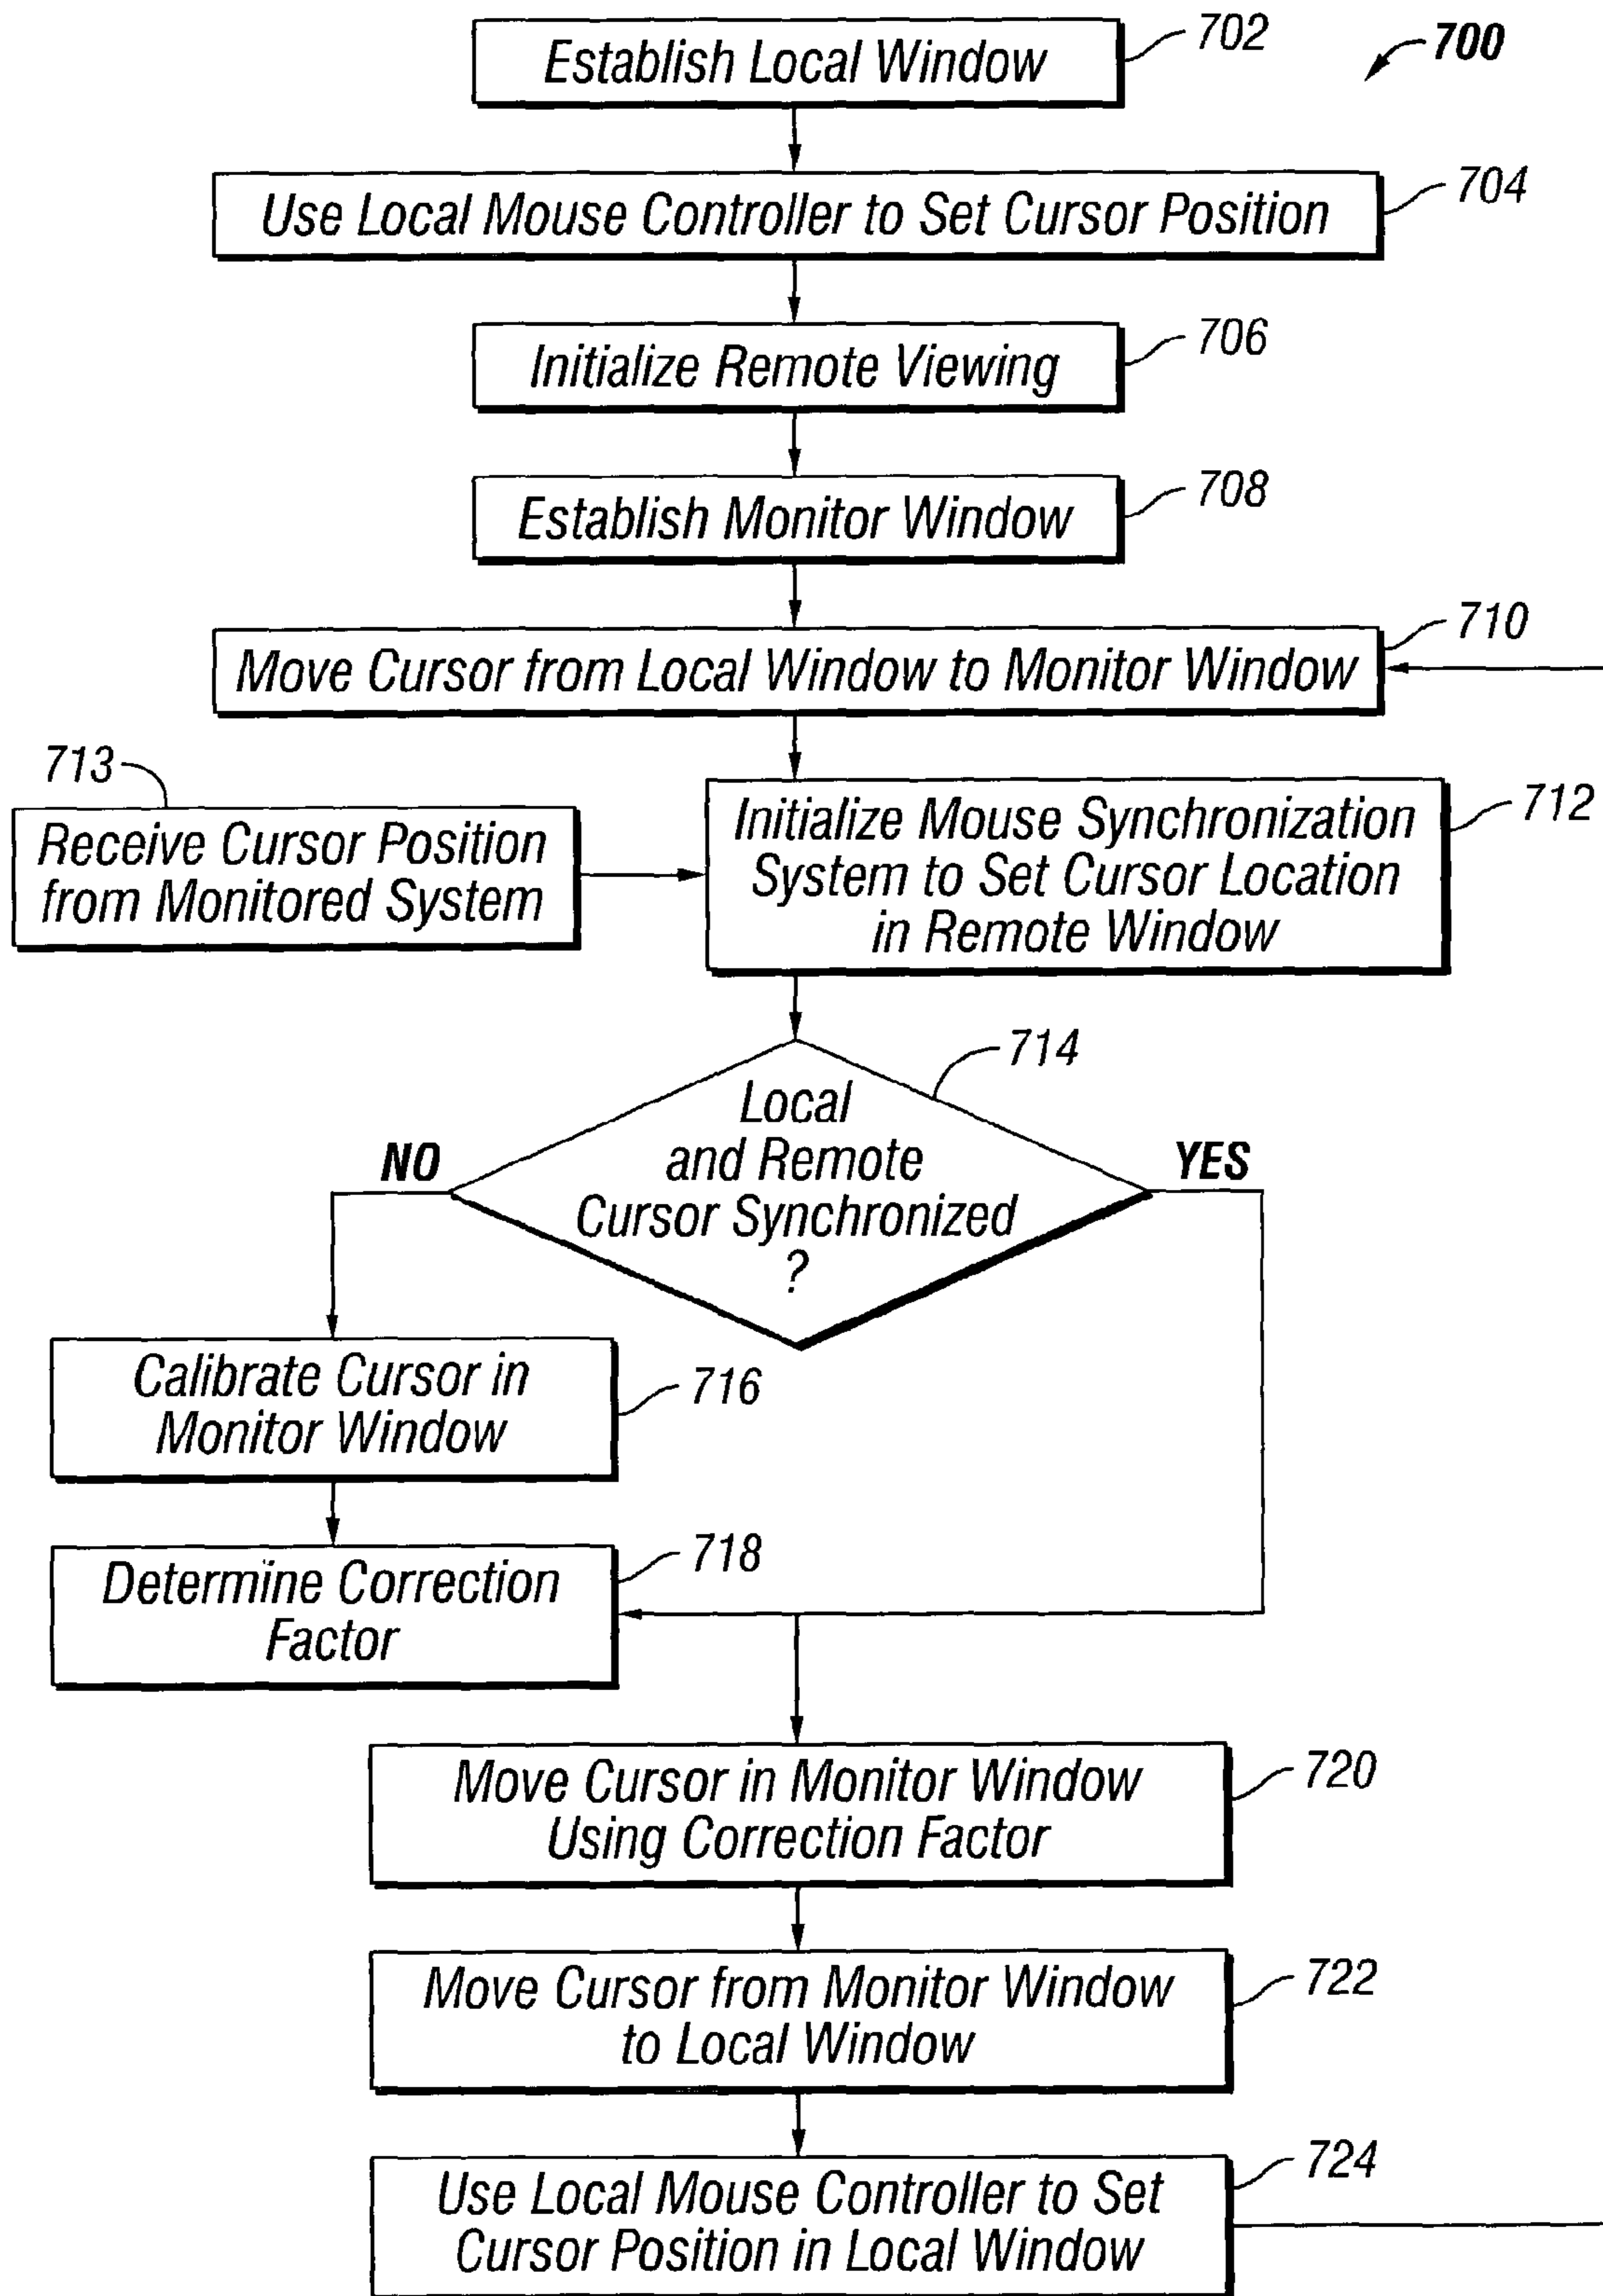 Establish Local Window
702
700
Use Local Mouse Controller to Set Cursor Position
704
Initialize Remote Viewing
706
Establish Monitor Window
708
Move Cursor from Local Window to Monitor Window
710
713
Receive Cursor Position
from Monitored System
Initialize Mouse Synchronization
System to Set Cursor Location
in Remote Window
712
714
Local
and Remote
Cursor Synchronized
?
NO
YES
Calibrate Cursor in
Monitor Window
716
Determine Correction
Factor
718
Move Cursor in Monitor Window
Using Correction Factor
720
Move Cursor from Monitor Window
to Local Window
722
Use Local Mouse Controller to Set
Cursor Position in Local Window
724